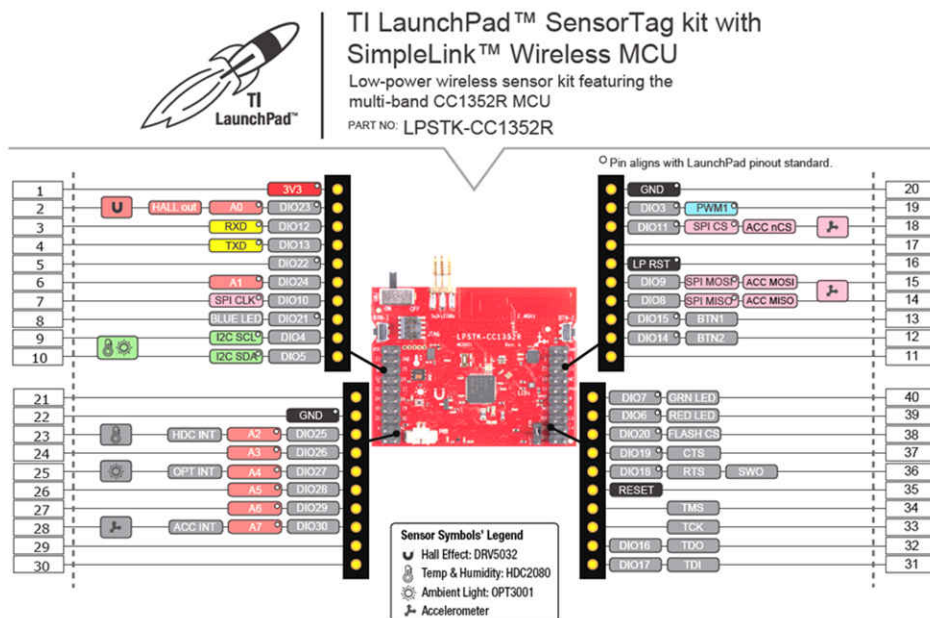 TI LaunchPad™ SensorTag kit with
SimpleLink™ Wireless MCU
Low-power wireless sensor kit featuring the
multi-band CC1352R MCU
PART NO: LPSTK-CC1352R
TI
LaunchPad™
Pin aligns with LaunchPad pinout standard.
1 3V3
2 HALL out A0 DIO23
3 RXD DIO12
4 TXD DIO13
5 DIO22
6 A1 DIO24
7 SPI CLK DIO10
8 BLUE LED DIO21
9 I2C SCL DIO4
10 I2C SDA DIO5
GND 20
DIO3 PWM1 19
DIO11 SPI CS ACC nCS 18
17
LP RST 16
DIO9 SPI MOSI ACC MOSI 15
DIO8 SPI MISO ACC MISO 14
DIO15 BTN1 13
DIO14 BTN2 12
11
ON OFF
JTAG
LPSTK-CC1352R
21
22 GND
23 HDC INT A2 DIO25
24 A3 DIO26
25 OPT INT A4 DIO27
26 A5 DIO28
27 A6 DIO29
28 ACC INT A7 DIO30
29
30
DIO7 GRN LED 40
DIO6 RED LED 39
DIO20 FLASH CS 38
DIO19 CTS 37
DIO18 RTS SWO 36
RESET 35
TMS 34
TCK 33
DIO16 TDO 32
DIO17 TDI 31
Sensor Symbols' Legend
Hall Effect: DRV5032
Temp & Humidity: HDC2080
Ambient Light: OPT3001
Accelerometer